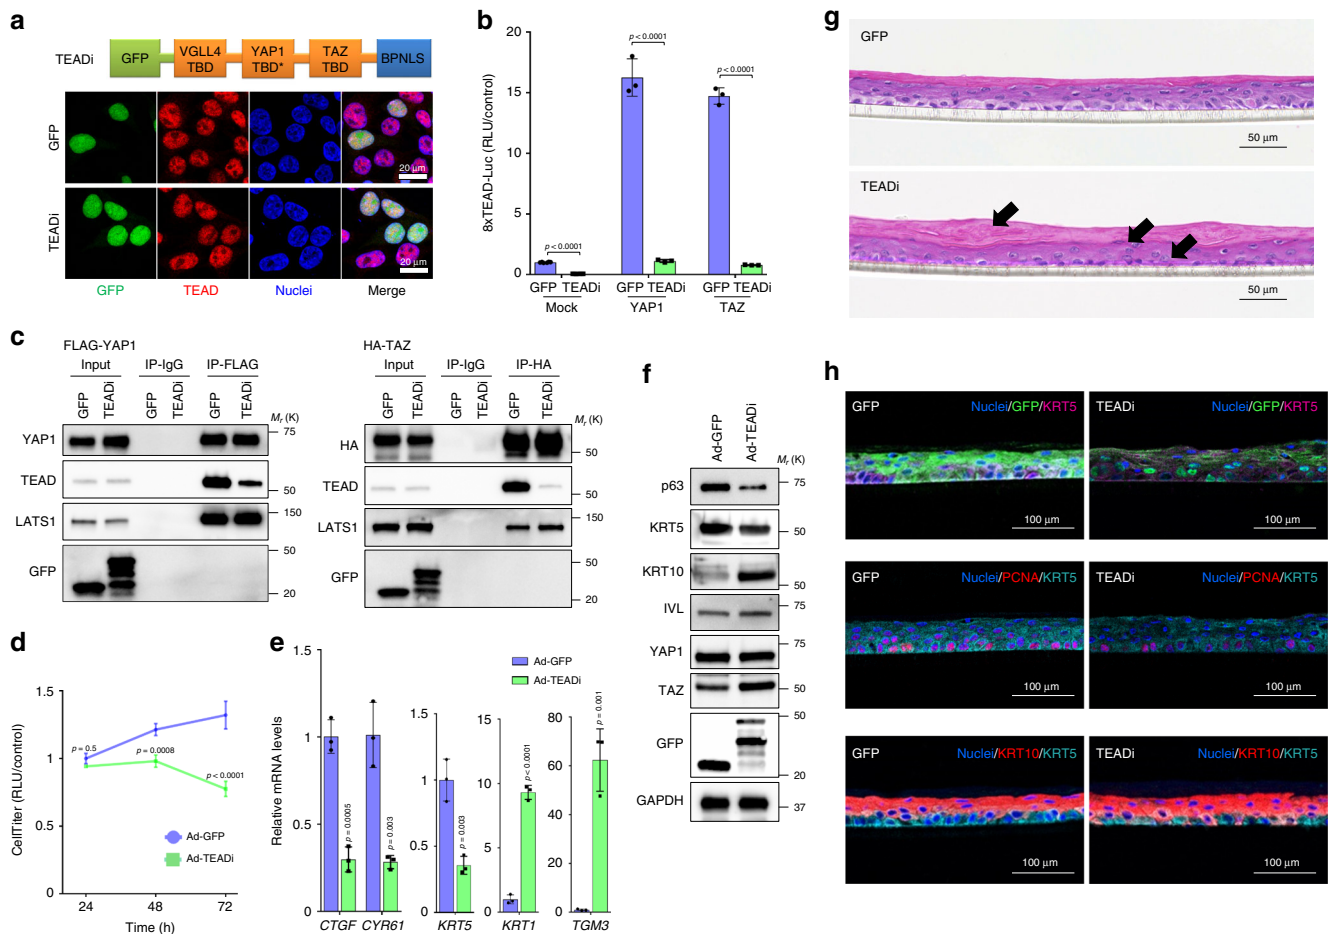 a
TEADi
GFP
VGLL4
TBD
YAP1
TBD*
TAZ
TBD
BPNLS
GFP
20 µm
TEADi
20 µm
GFP
TEAD
Nuclei
Merge
b
8xTEAD-Luc (RLU/control)
20
15
10
5
0
p < 0.0001
p < 0.0001
p < 0.0001
GFP TEADi
GFP TEADi
GFP TEADi
Mock
YAP1
TAZ
c
FLAG-YAP1
Input
IP-IgG
IP-FLAG
GFP
TEADi
GFP
TEADi
GFP
TEADi
Mr (K)
YAP1
75
TEAD
50
LATS1
150
GFP
50
20
HA-TAZ
Input
IP-IgG
IP-HA
GFP
TEADi
GFP
TEADi
GFP
TEADi
Mr (K)
HA
50
TEAD
50
LATS1
150
GFP
50
20
d
CellTiter (RLU/control)
1.5
1
0.5
0
p = 0.5
p = 0.0008
p < 0.0001
Ad-GFP
Ad-TEADi
24
48
72
Time (h)
e
Relative mRNA levels
1.5
1
0.5
0
p = 0.0005
p = 0.003
CTGF CYR61
1.5
1
0.5
0
p = 0.003
KRT5
15
10
5
0
p < 0.0001
KRT1
80
60
40
20
0
p = 0.001
TGM3
Ad-GFP
Ad-TEADi
f
Ad-GFP
Ad-TEADi
Mr (K)
p63
75
KRT5
50
KRT10
50
IVL
75
YAP1
75
TAZ
50
GFP
50
20
GAPDH
37
g
GFP
50 µm
TEADi
50 µm
h
GFP
Nuclei/GFP/KRT5
100 µm
TEADi
Nuclei/GFP/KRT5
100 µm
GFP
Nuclei/PCNA/KRT5
100 µm
TEADi
Nuclei/PCNA/KRT5
100 µm
GFP
Nuclei/KRT10/KRT5
100 µm
TEADi
Nuclei/KRT10/KRT5
100 µm